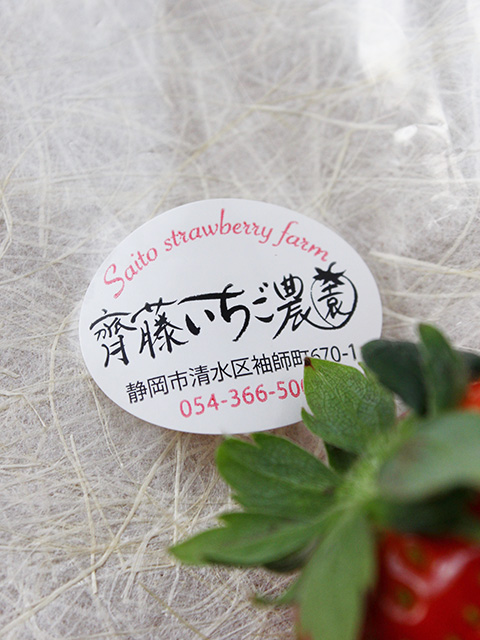 Saito strawberry farm
齊藤いちご農園
静岡市清水区袖師町670-1
054-366-50